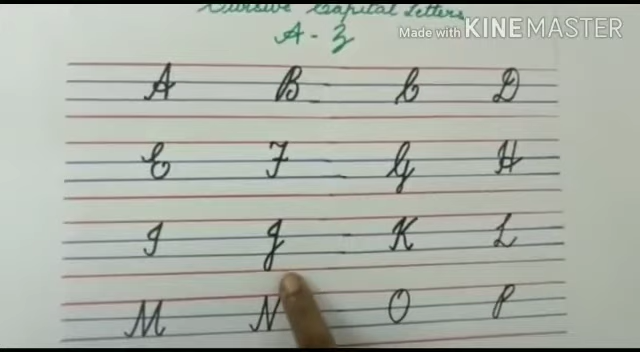 Cursive Capital Letters
A - Z
Made with KINEMASTER
A B C D
E F G H
I J K L
M N O P